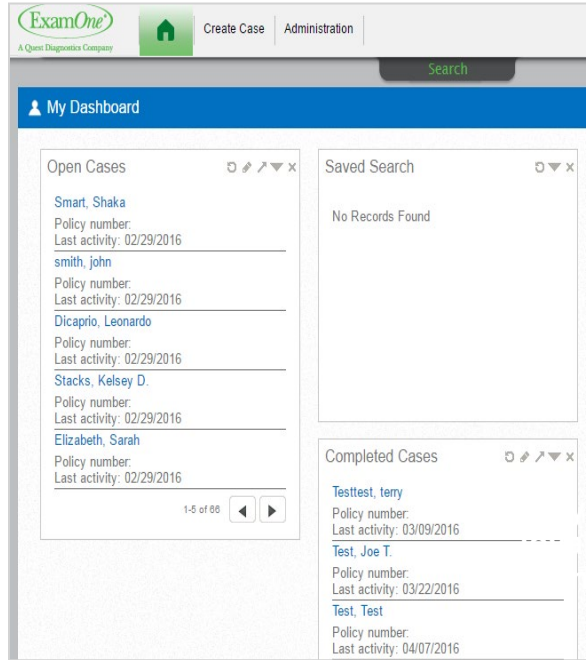 ExamOne
A Quest Diagnostics Company
Create Case
Administration
Search
My Dashboard
Open Cases
Smart, Shaka
Policy number:
Last activity: 02/29/2016
smith, john
Policy number:
Last activity: 02/29/2016
Dicaprio, Leonardo
Policy number:
Last activity: 02/29/2016
Stacks, Kelsey D.
Policy number:
Last activity: 02/29/2016
Elizabeth, Sarah
Policy number:
Last activity: 02/29/2016
1-5 of 66
Saved Search
No Records Found
Completed Cases
Testtest, terry
Policy number:
Last activity: 03/09/2016
Test, Joe T.
Policy number:
Last activity: 03/22/2016
Test, Test
Policy number:
Last activity: 04/07/2016